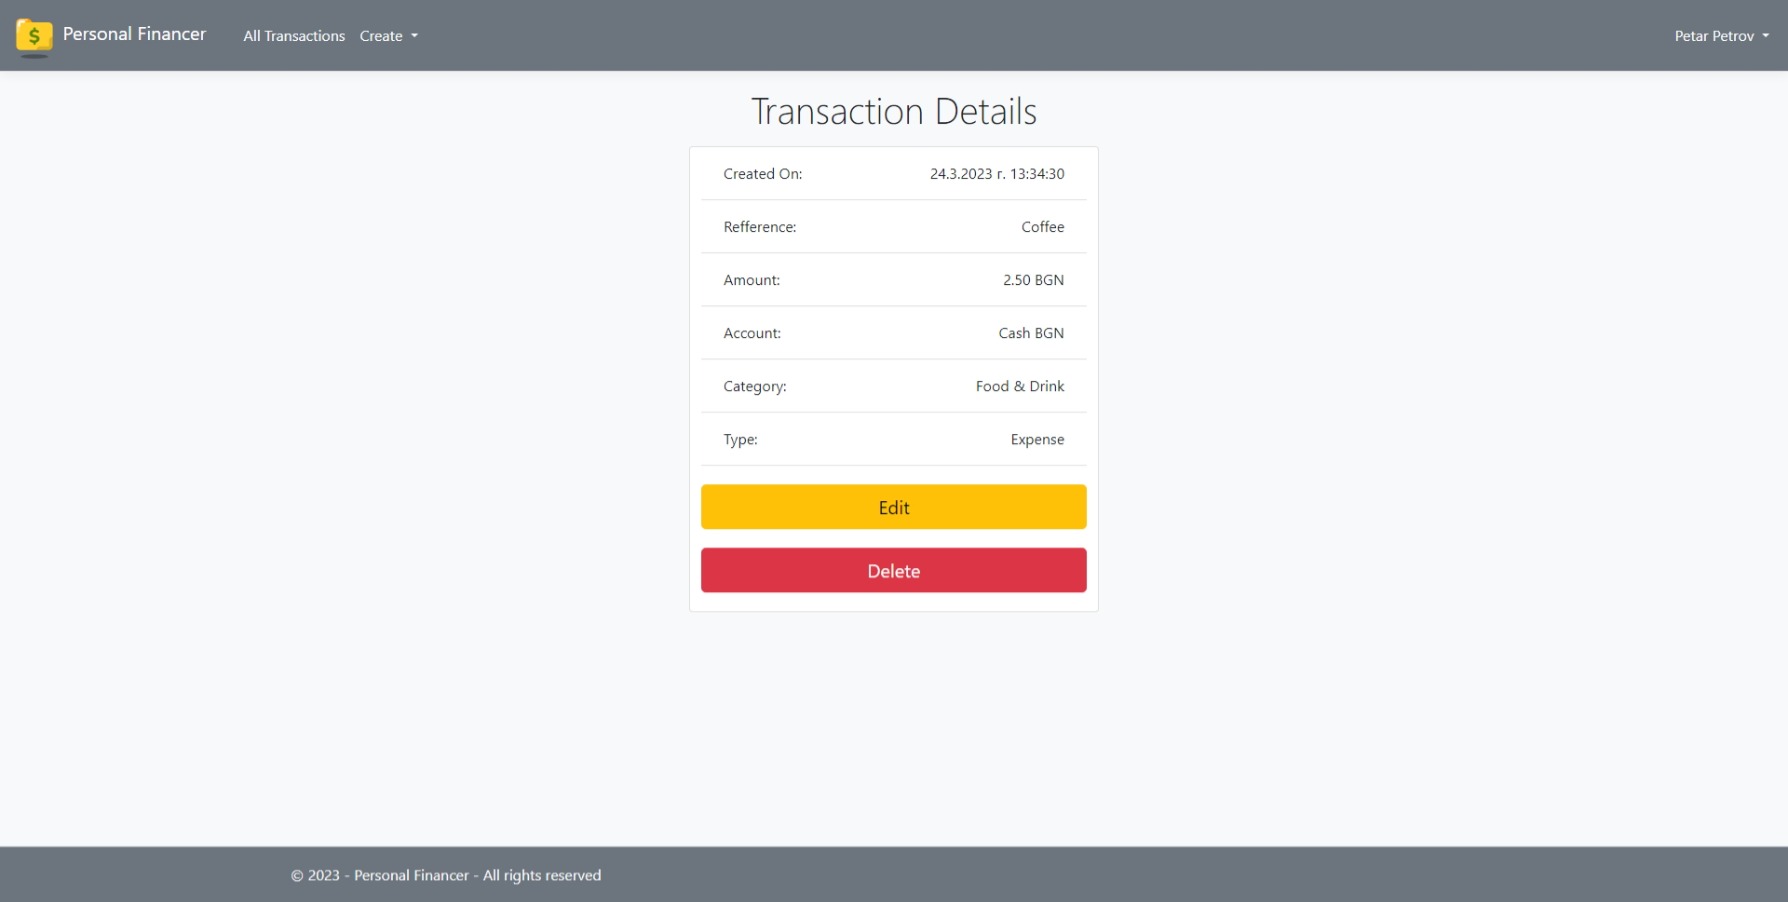 $
Personal Financer
All Transactions
Create
Petar Petrov
Transaction Details
Created On: 24.3.2023 г. 13:34:30
Refference: Coffee
Amount: 2.50 BGN
Account: Cash BGN
Category: Food & Drink
Type: Expense
Edit
Delete
© 2023 - Personal Financer - All rights reserved